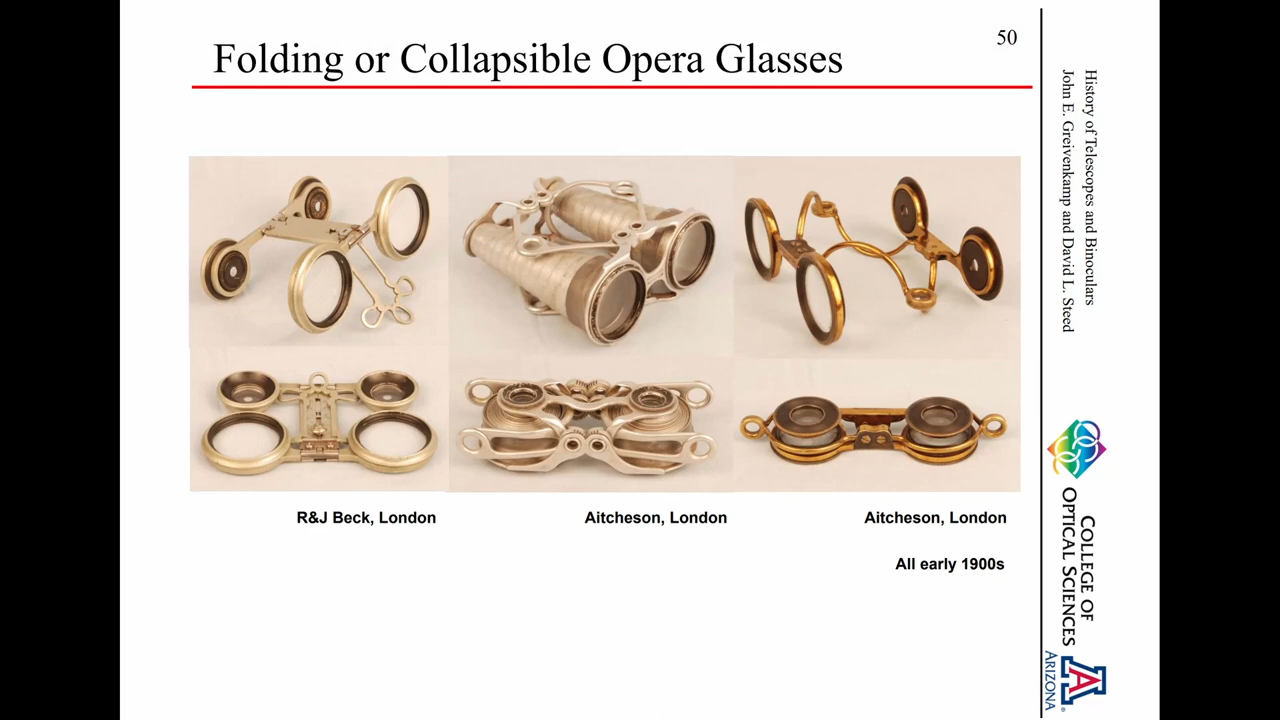 50
Folding or Collapsible Opera Glasses
History of Telescopes and Binoculars
John E. Greivenkamp and David L. Steed
R&J Beck, London
Aitcheson, London
Aitcheson, London
All early 1900s
COLLEGE OF
OPTICAL SCIENCES
A
ARIZONA